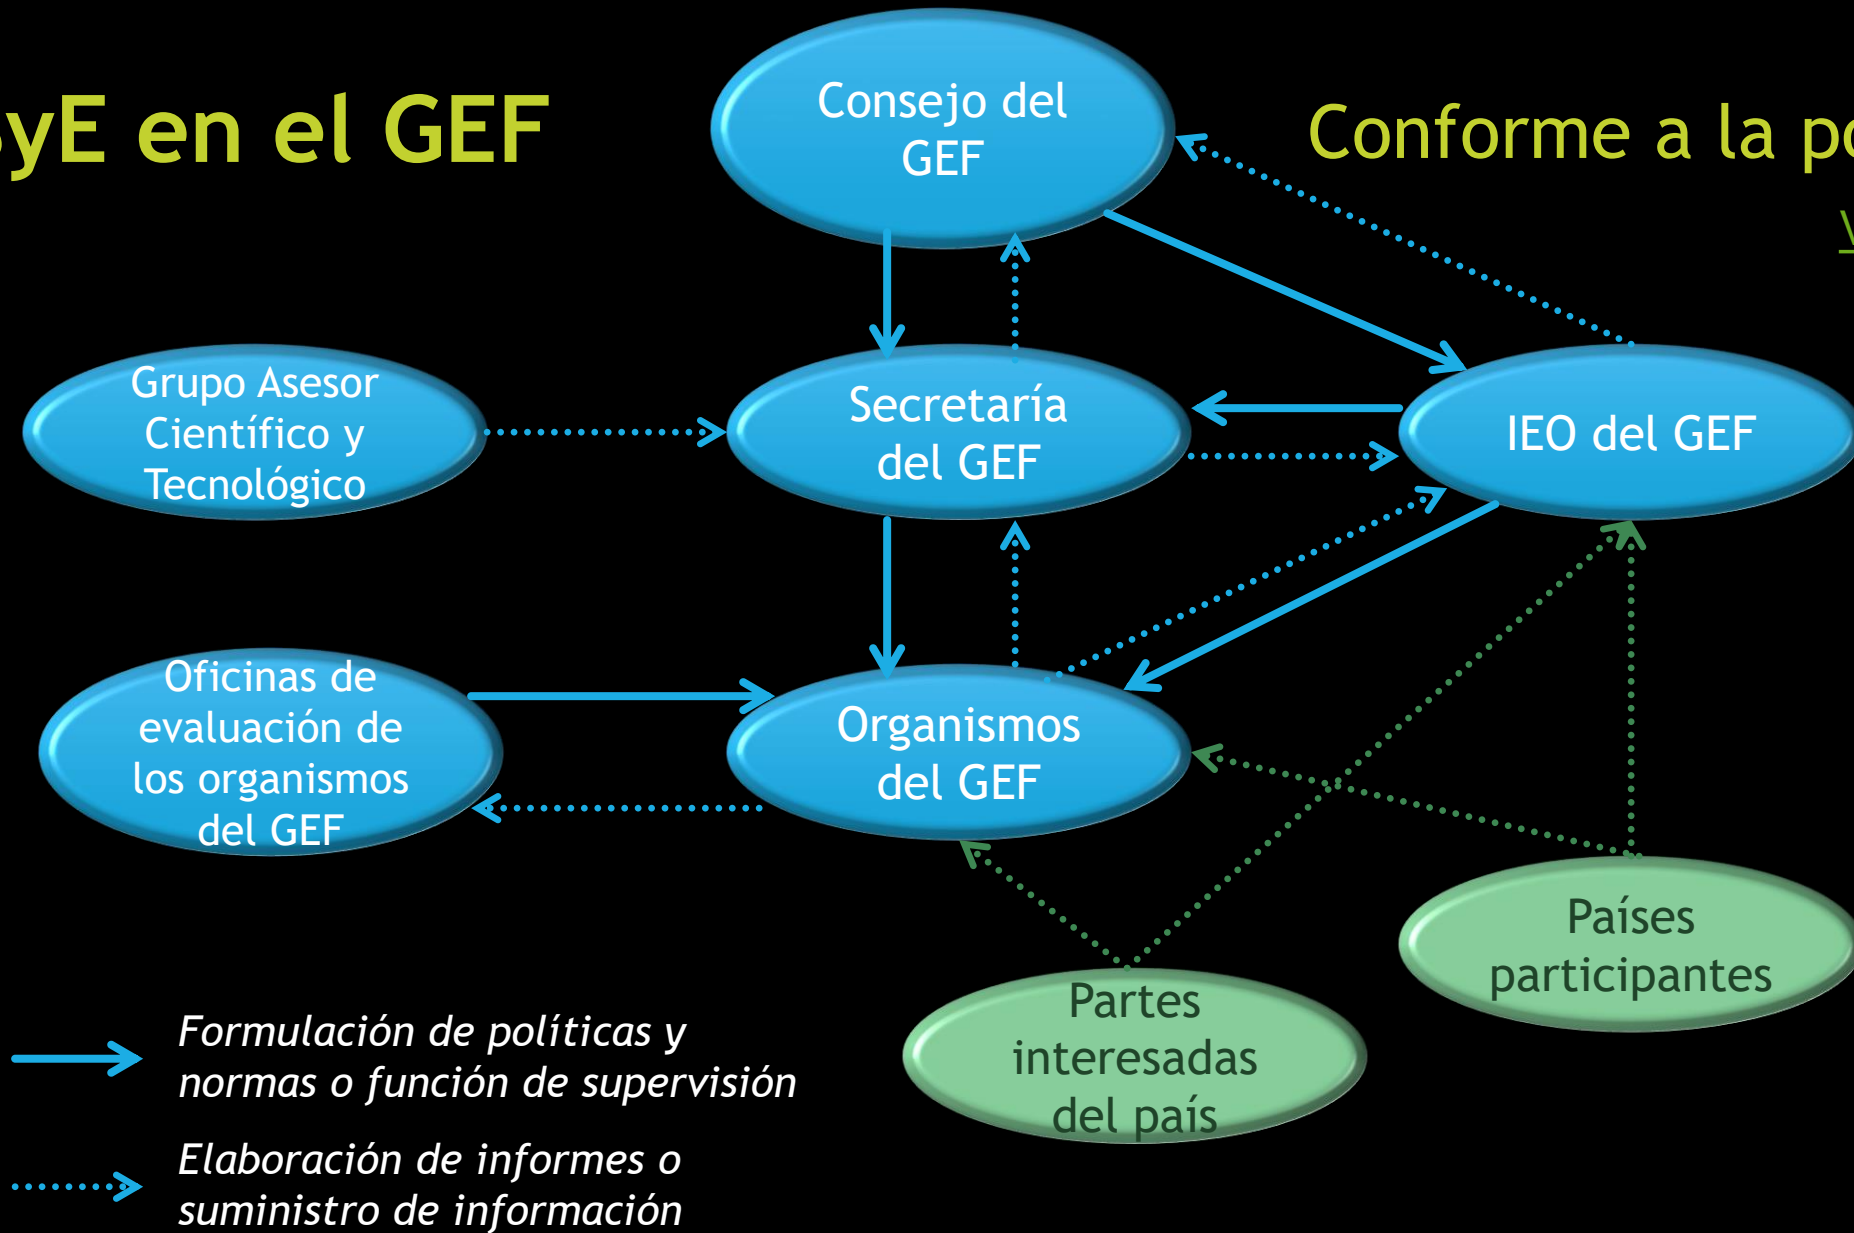 yE en el GEF
Conforme a la
Consejo del
GEF
Grupo Asesor
Científico y
Tecnológico
Secretaría
del GEF
IEO del GEF
Oficinas de
evaluación de
los organismos
del GEF
Organismos
del GEF
Países
participantes
Partes
interesadas
del país
Formulación de políticas y
normas o función de supervisión
Elaboración de informes o
suministro de información